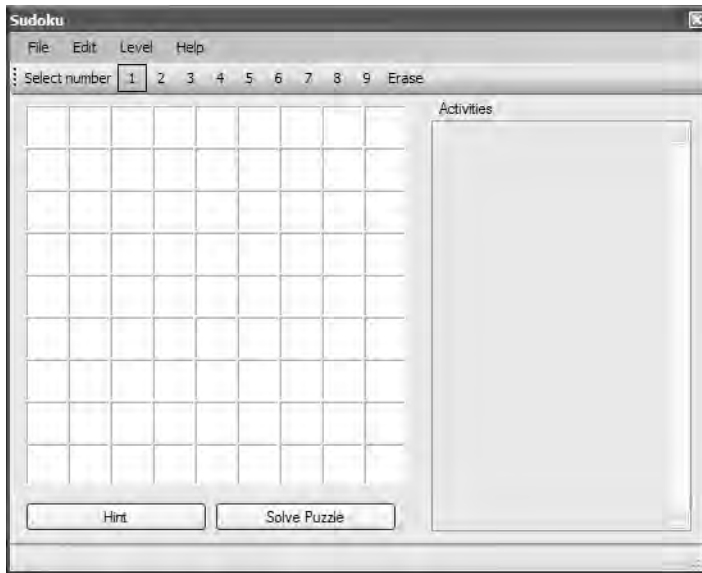 Sudoku
File Edit Level Help
Select number 1 2 3 4 5 6 7 8 9 Erase
Activities
Hint Solve Puzzle